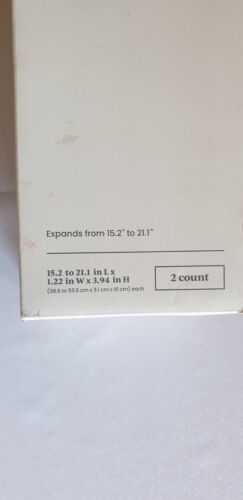 Expands from 15.2" to 21.1"
15.2 to 21.1 in L x
1.22 in W x 3.94 in H
2 count
(38.6 to 53.6 cm x 3.1 cm x 10 cm) each